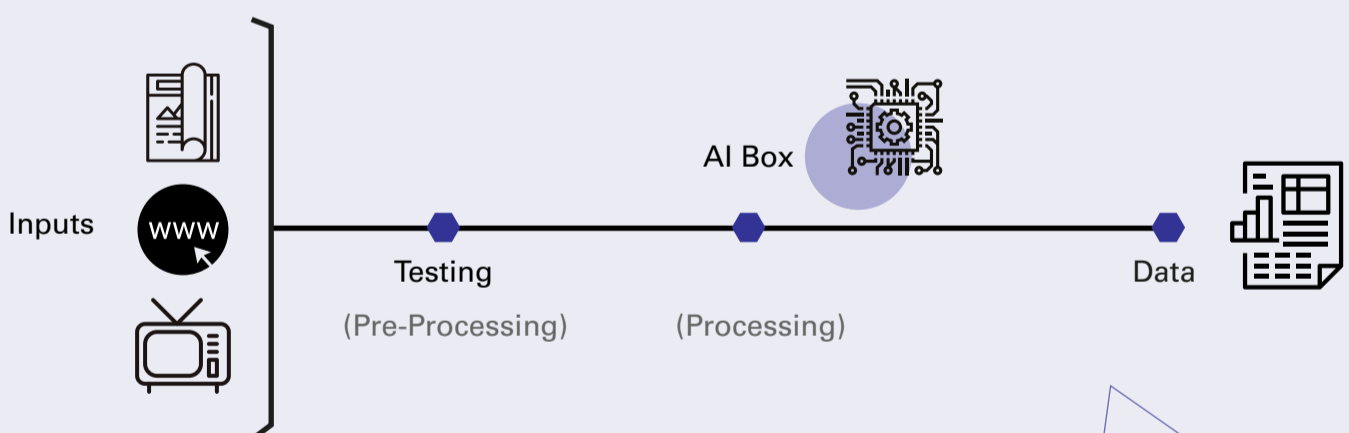 AI Box
Inputs
www
Testing
Data
(Pre-Processing)
(Processing)